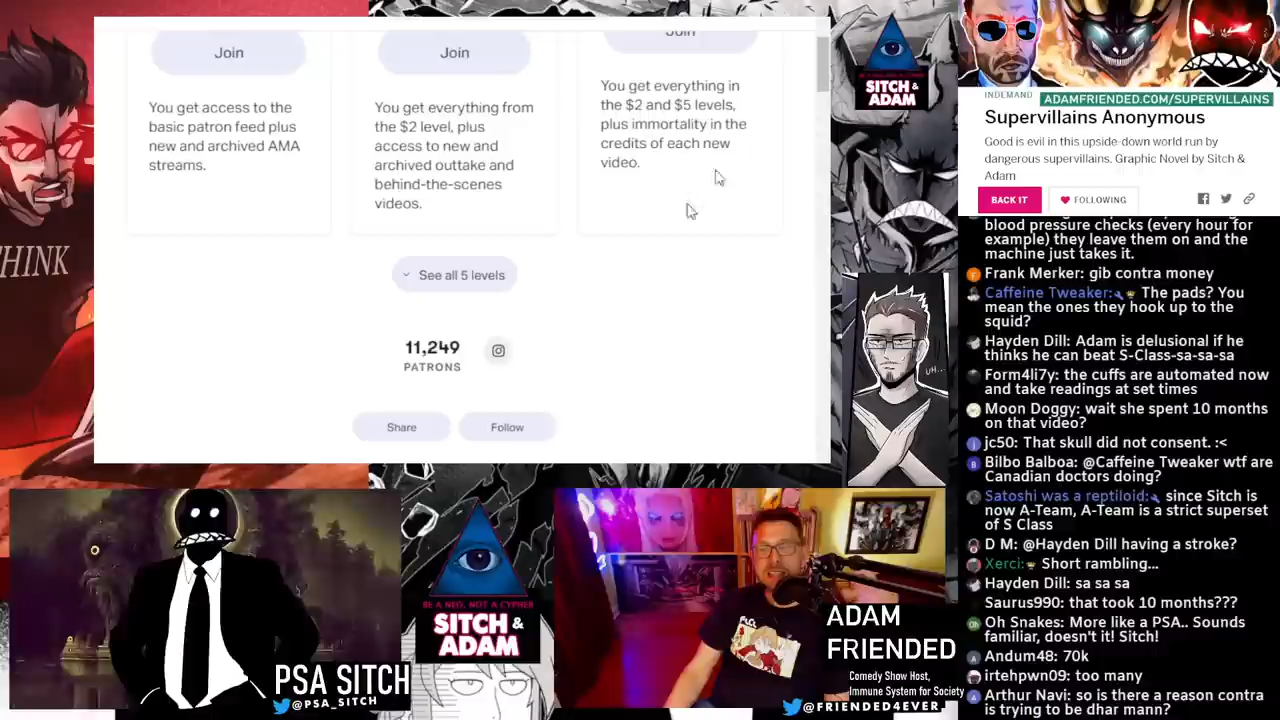 Join
You get access to the
basic patron feed plus
new and archived AMA
streams.
Join
You get everything from
the $2 level, plus
access to new and
archived outtake and
behind-the-scenes
videos.
Join
You get everything in
the $2 and $5 levels,
plus immortality in the
credits of each new
video.
See all 5 levels
11,249
PATRONS
Share
Follow
THINK
SITCH
& ADAM
UH...
INDEMAND
ADAMFRIENDED.COM/SUPERVILLAINS
Supervillains Anonymous
Good is evil in this upside-down world run by
dangerous supervillains. Graphic Novel by Sitch &
Adam
BACK IT
FOLLOWING
blood pressure checks (every hour for
example) they leave them on and the
machine just takes it.
Frank Merker: gib contra money
Caffeine Tweaker: The pads? You
mean the ones they hook up to the
squid?
Hayden Dill: Adam is delusional if he
thinks he can beat S-Class-sa-sa-sa
Form4li7y: the cuffs are automated now
and take readings at set times
Moon Doggy: wait she spent 10 months
on that video?
jc50: That skull did not consent. :<
Bilbo Balboa: @Caffeine Tweaker wtf are
Canadian doctors doing?
Satoshi was a reptiloid: since Sitch is
now A-Team, A-Team is a strict superset
of S Class
D M: @Hayden Dill having a stroke?
Xerci: Short rambling...
Hayden Dill: sa sa sa
Saurus990: that took 10 months???
Oh Snakes: More like a PSA.. Sounds
familiar, doesn't it! Sitch!
Andum48: 70k
irtehpwn09: too many
Arthur Navi: so is there a reason contra
is trying to be dhar mann?
PSA SITCH
@PSA_SITCH
BE A NEO, NOT A CYPHER
SITCH
& ADAM
ADAM
FRIENDED
Comedy Show Host,
Immune System for Society
@FRIENDED4EVER